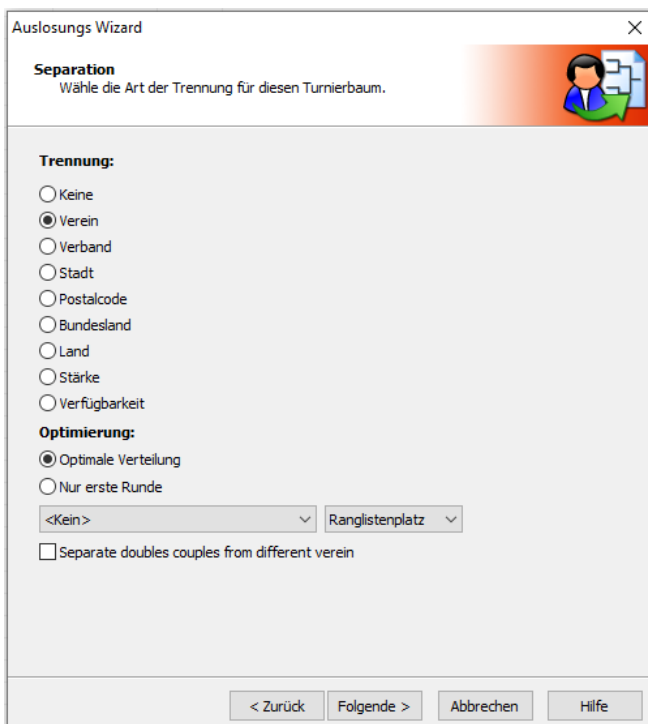 Auslosungs Wizard
Separation
Wähle die Art der Trennung für diesen Turnierbaum.
Trennung:
Keine
Verein
Verband
Stadt
Postalcode
Bundesland
Land
Stärke
Verfügbarkeit
Optimierung:
Optimale Verteilung
Nur erste Runde
<Kein> Ranglistenplatz
Separate doubles couples from different verein
< Zurück Folgende > Abbrechen Hilfe